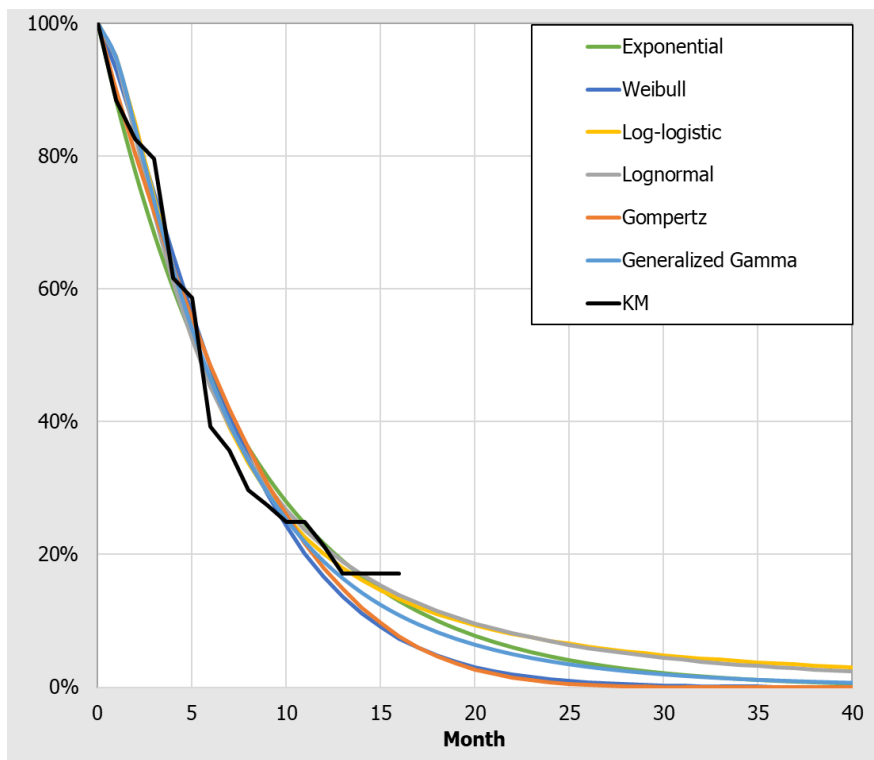 100%
80%
60%
40%
20%
0%
Exponential
Weibull
Log-logistic
Lognormal
Gompertz
Generalized Gamma
KM
0 5 10 15 20 25 30 35 40
Month